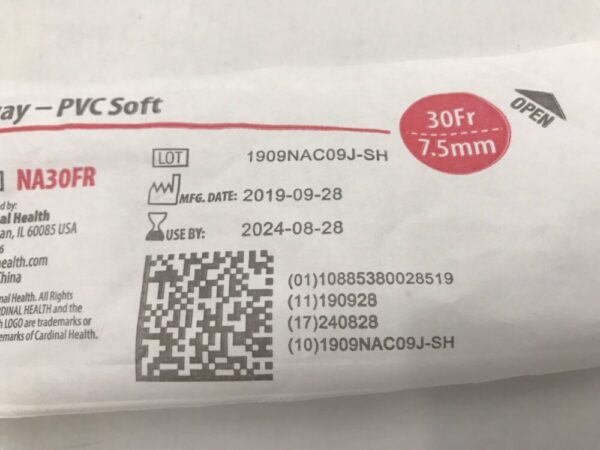 ay – PVC Soft
30Fr
7.5mm
OPEN
LOT 1909NAC09J-SH
NA30FR
MFG. DATE: 2019-09-28
USE BY: 2024-08-28
d by:
al Health
an, IL 60085 USA
6
ealth.com
China
nal Health. All Rights
RDINAL HEALTH and the
h LOGO are trademarks or
emarks of Cardinal Health.
(01)10885380028519
(11)190928
(17)240828
(10)1909NAC09J-SH